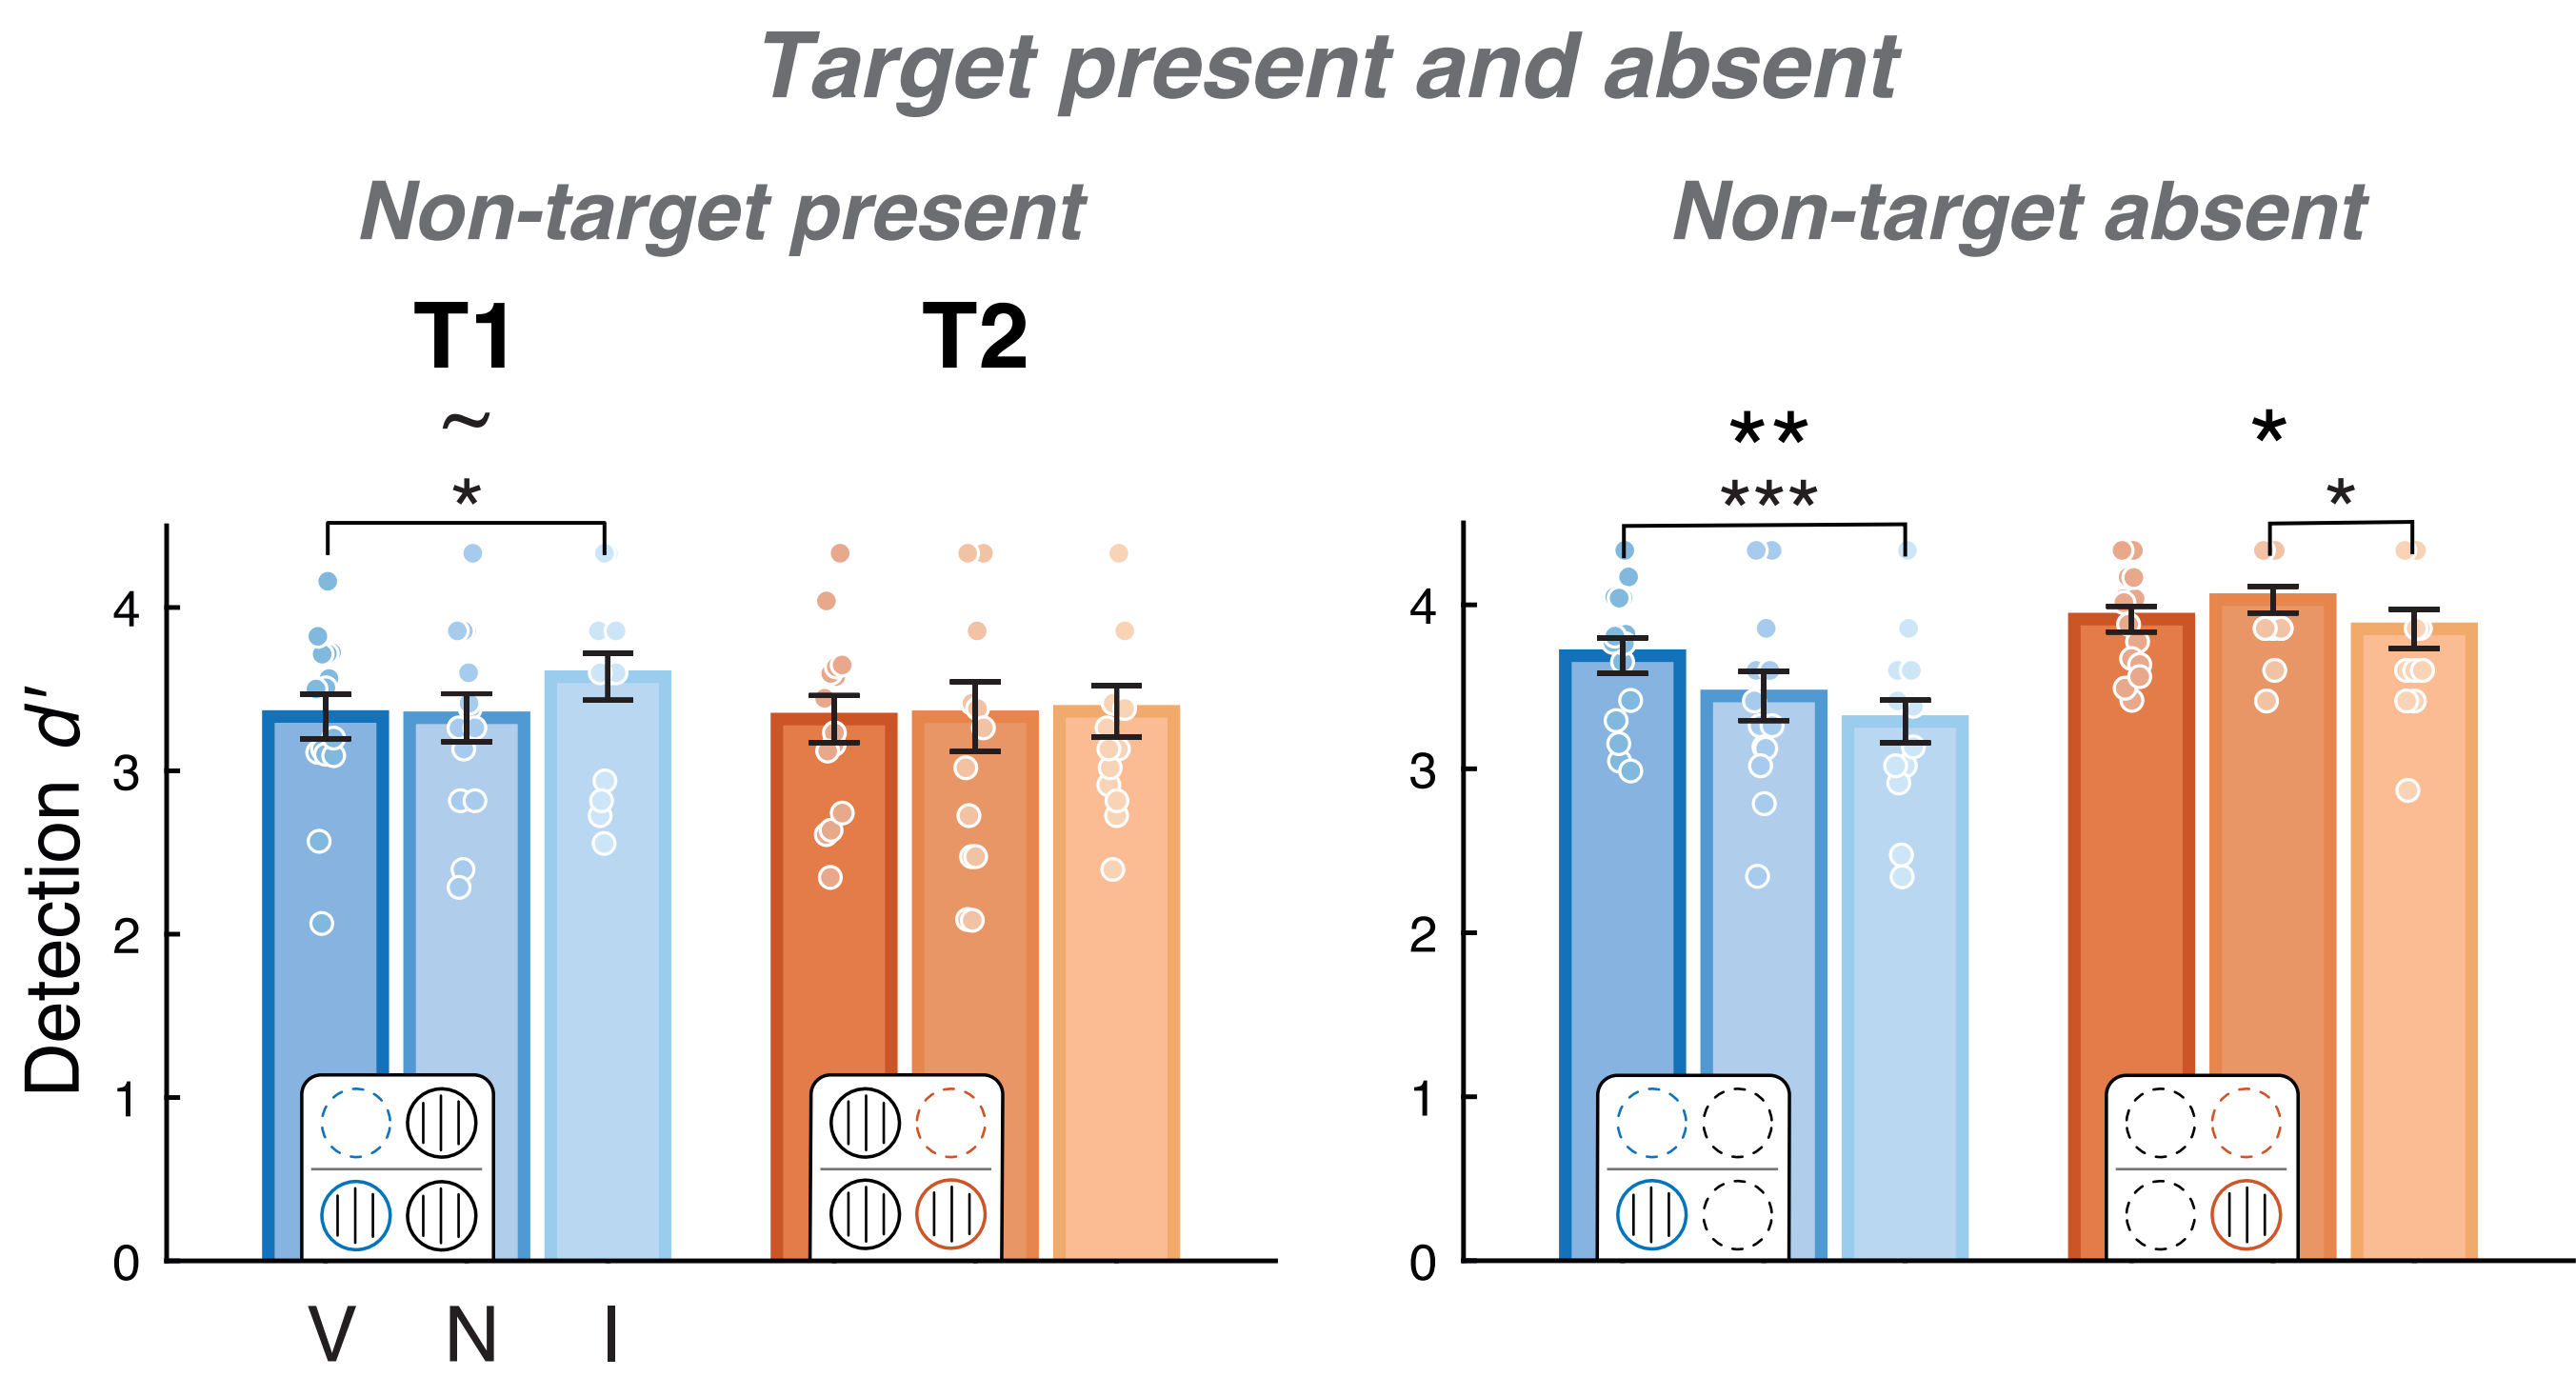 Target present and absent
Non-target present
Non-target absent
T1
T2
~
**
*
*
***
*
4
3
2
1
0
Detection d'
4
3
2
1
0
V N I